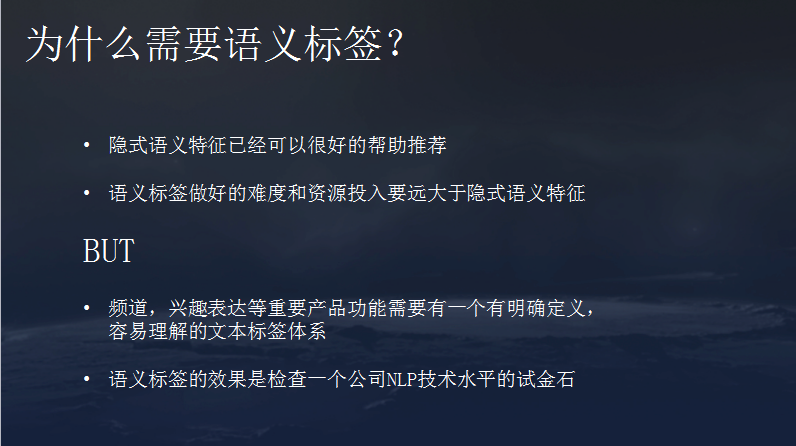 为什么需要语义标签？
• 隐式语义特征已经可以很好的帮助推荐
• 语义标签做好的难度和资源投入要远大于隐式语义特征
BUT
• 频道，兴趣表达等重要产品功能需要有一个有明确定义，
容易理解的文本标签体系
• 语义标签的效果是检查一个公司NLP技术水平的试金石